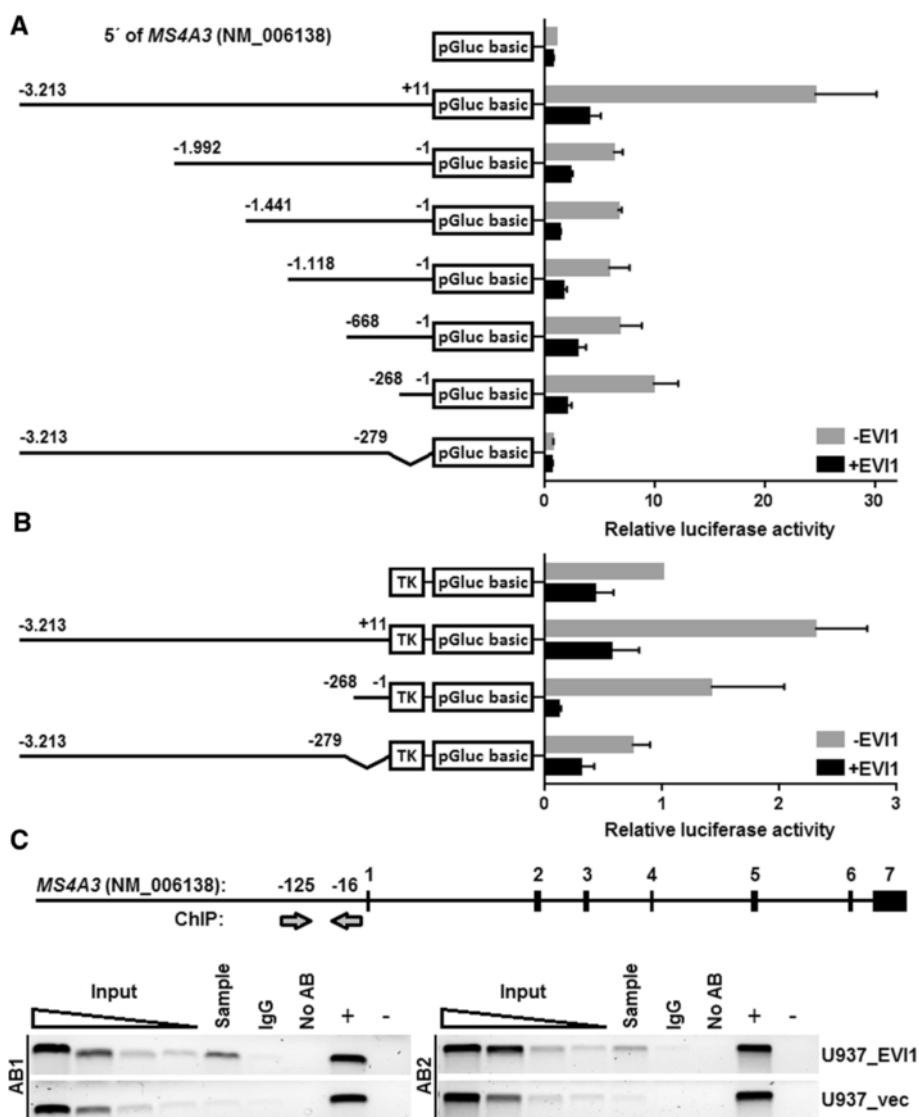 A
5´ of MS4A3 (NM_006138)
pGluc basic
-3.213 +11 pGluc basic
-1.992 -1 pGluc basic
-1.441 -1 pGluc basic
-1.118 -1 pGluc basic
-668 -1 pGluc basic
-268 -1 pGluc basic
-3.213 -279 pGluc basic
-EVI1
+EVI1
0 10 20 30
Relative luciferase activity
B
TK pGluc basic
-3.213 +11 TK pGluc basic
-268 -1 TK pGluc basic
-3.213 -279 TK pGluc basic
-EVI1
+EVI1
0 1 2 3
Relative luciferase activity
C
MS4A3 (NM_006138): -125 -16 1 2 3 4 5 6 7
ChIP:
Input Sample IgG No AB + -
Input Sample IgG No AB + -
AB1
AB2
U937_EVI1
U937_vec